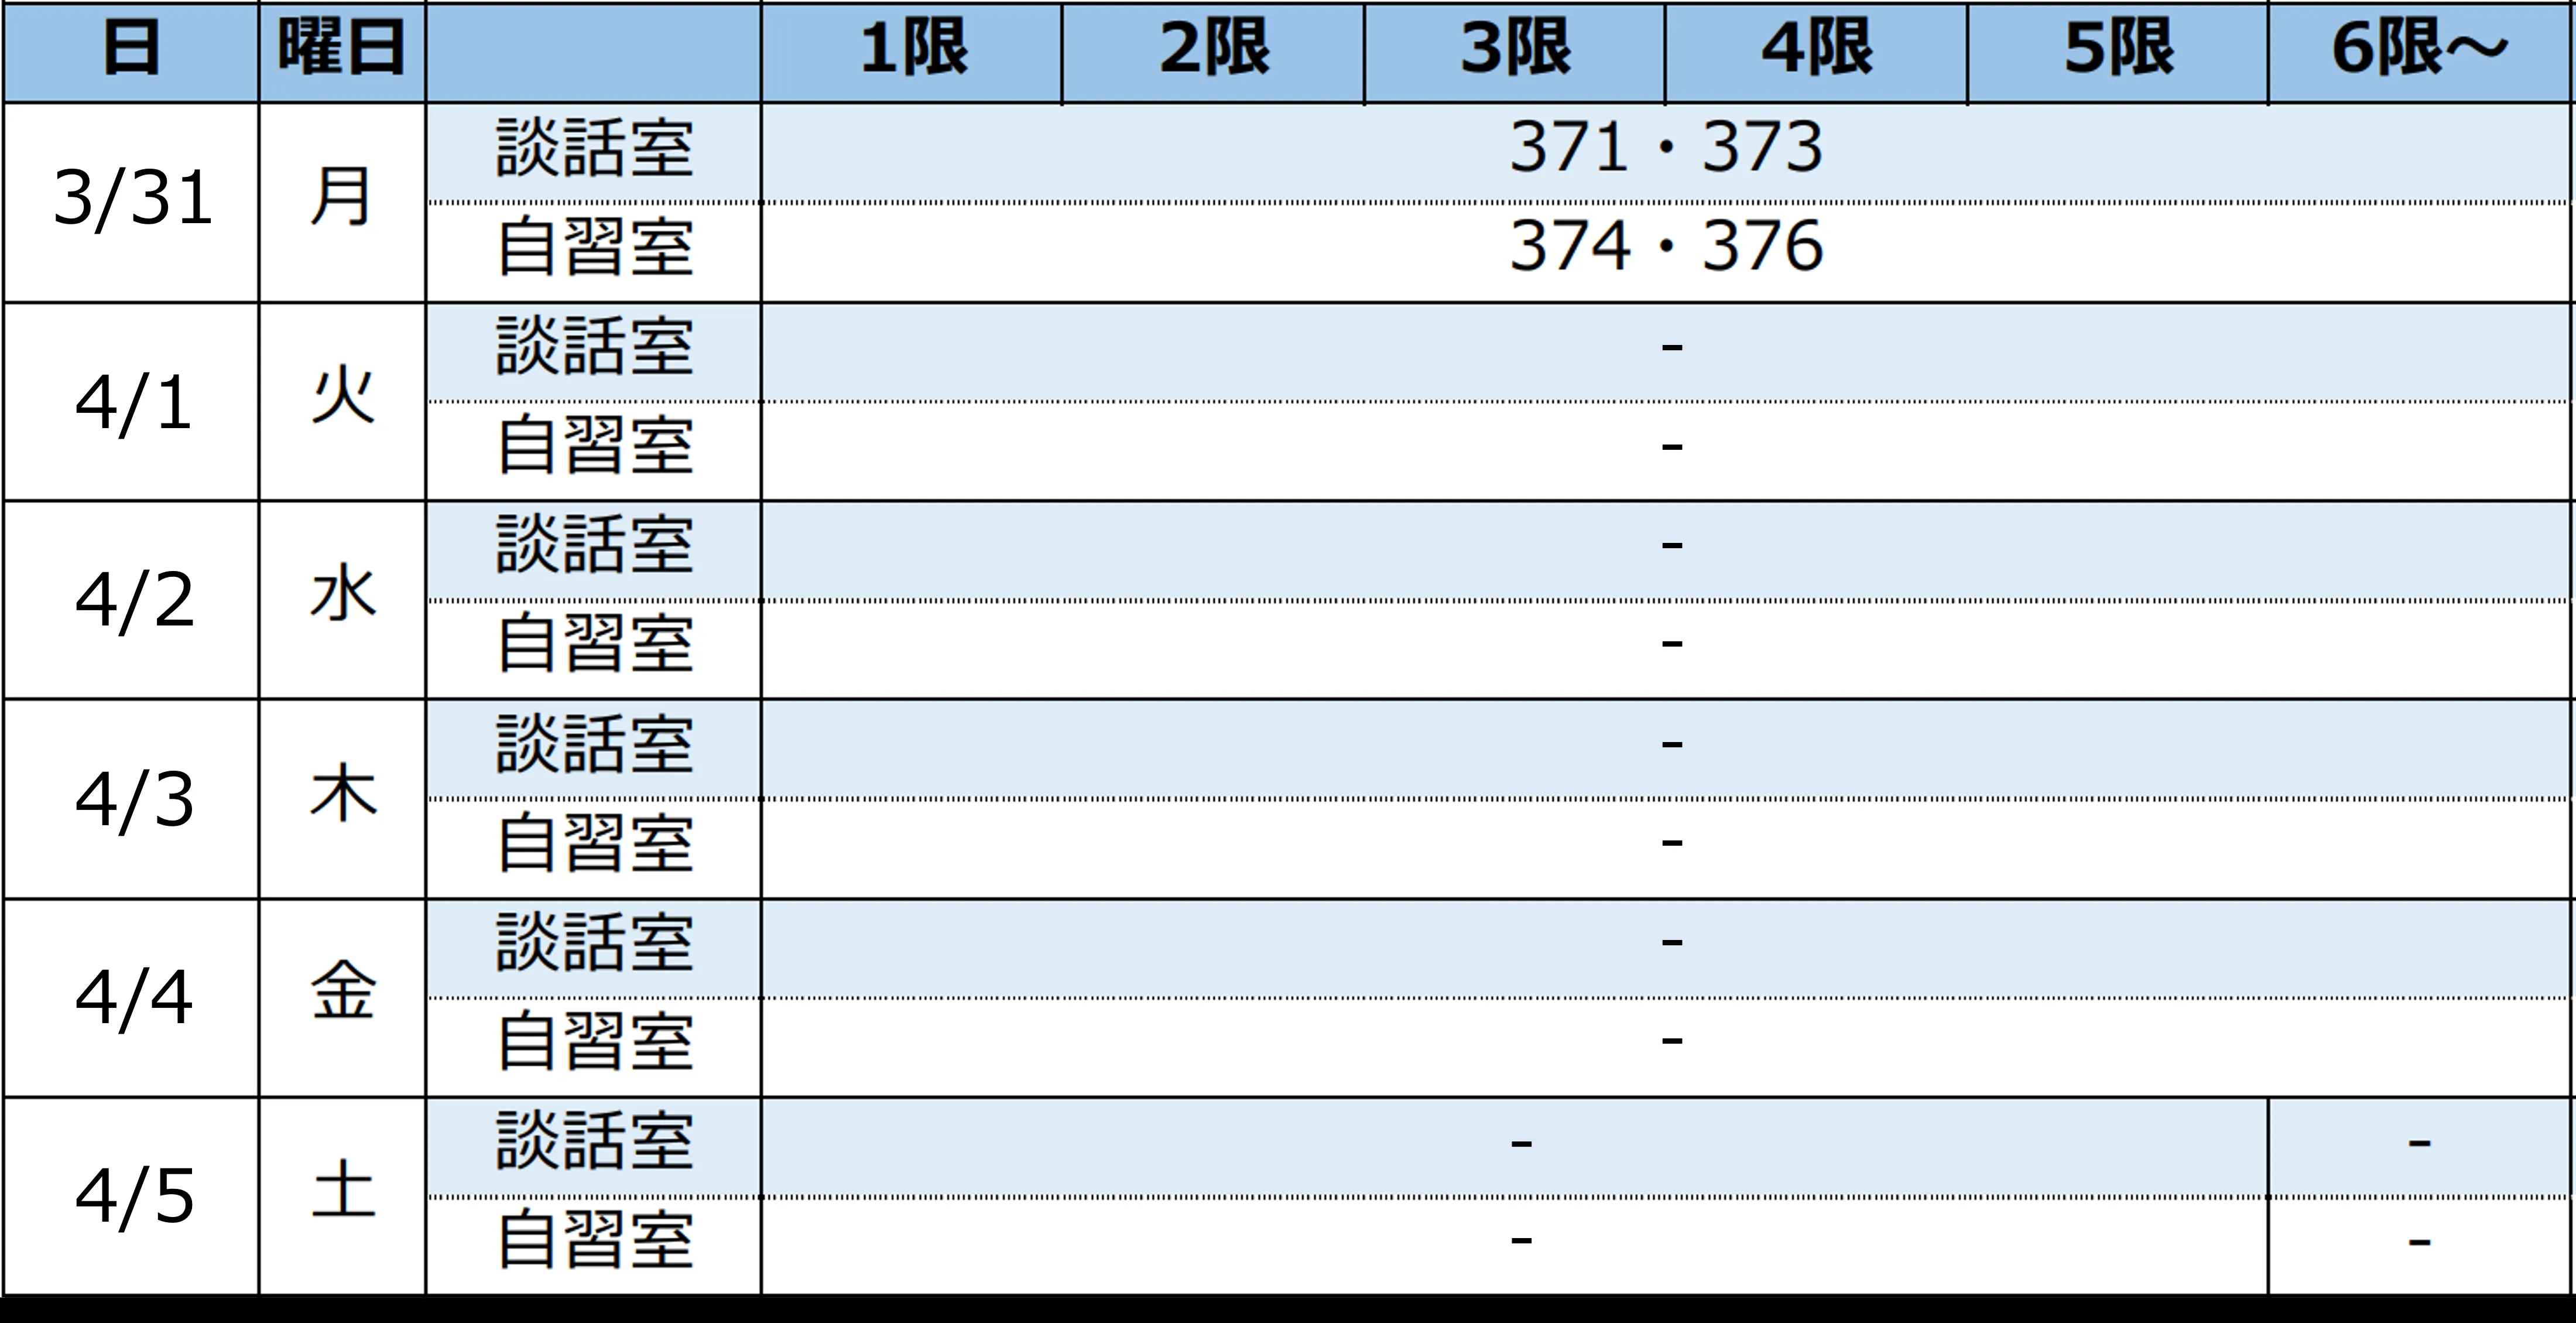 日 曜日 1限 2限 3限 4限 5限 6限～
3/31 月 談話室 371・373
自習室 374・376
4/1 火 談話室 -
自習室 -
4/2 水 談話室 -
自習室 -
4/3 木 談話室 -
自習室 -
4/4 金 談話室 -
自習室 -
4/5 土 談話室 - -
自習室 - -